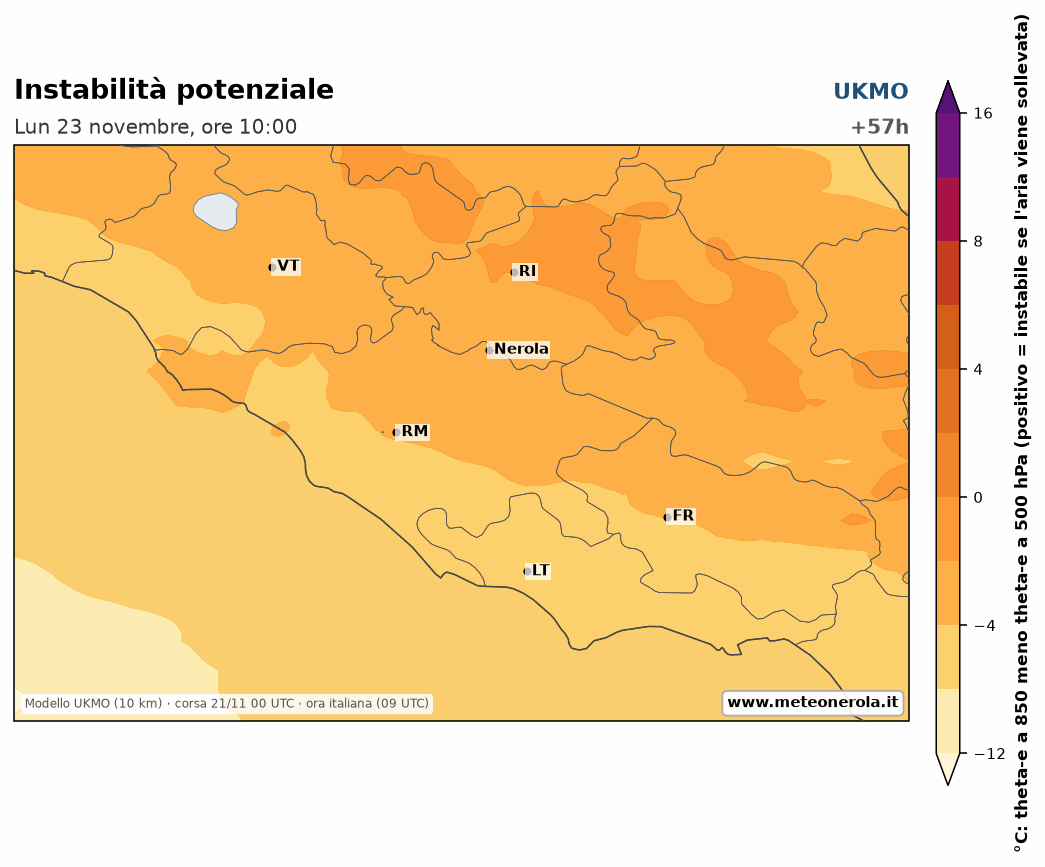 Instabilità potenziale
UKMO
Lun 23 novembre, ore 10:00
+57h
VT
RI
Nerola
RM
FR
LT
Modello UKMO (10 km) · corsa 21/11 00 UTC · ora italiana (09 UTC)
www.meteonerola.it
16
8
4
0
−4
−12
°C: theta-e a 850 meno theta-e a 500 hPa (positivo = instabile se l'aria viene sollevata)